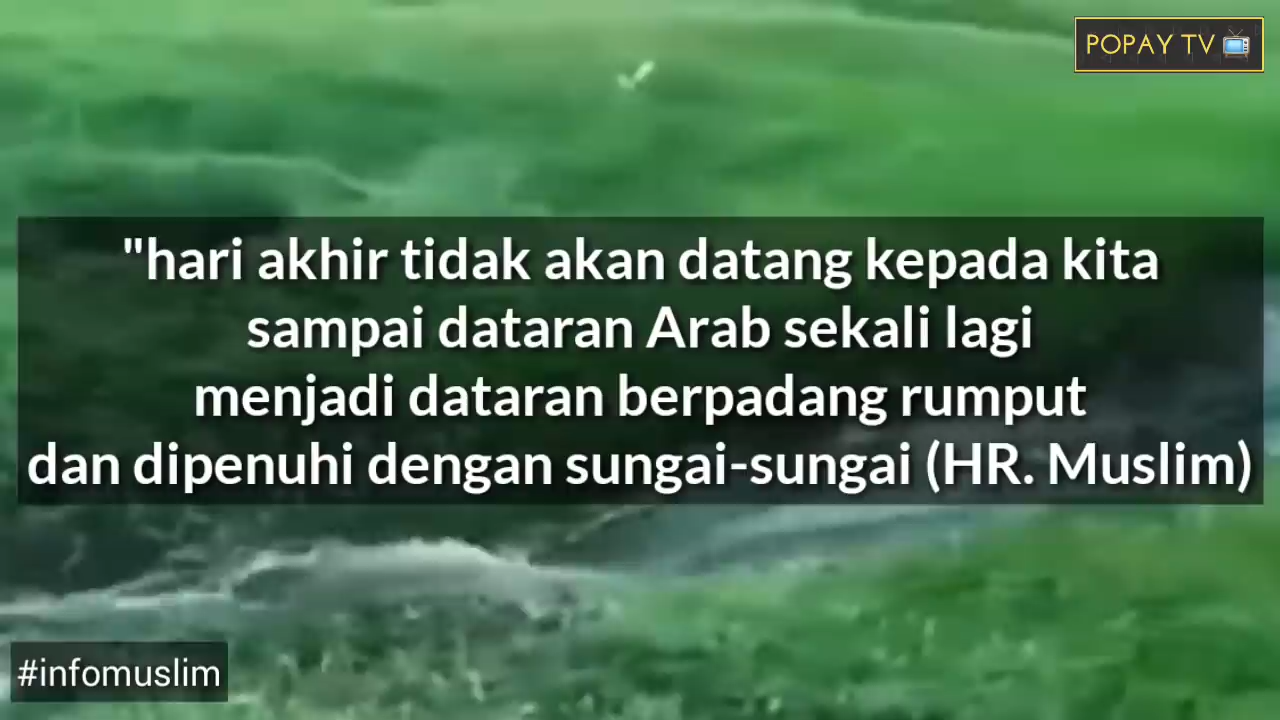 POPAY TV
"hari akhir tidak akan datang kepada kita
sampai dataran Arab sekali lagi
menjadi dataran berpadang rumput
dan dipenuhi dengan sungai-sungai (HR. Muslim)
#infomuslim